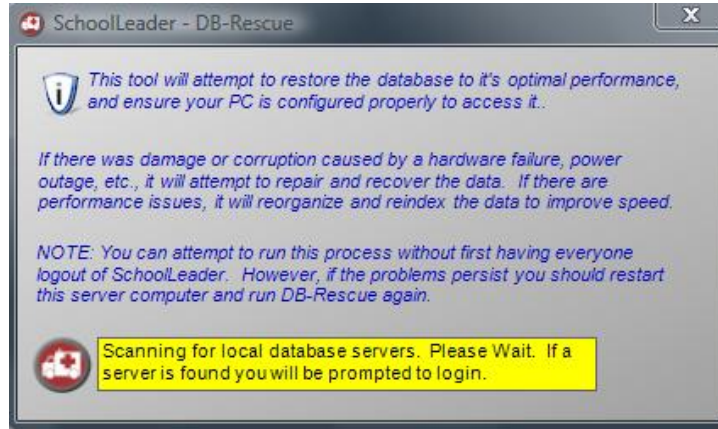 SchoolLeader - DB-Rescue
This tool will attempt to restore the database to it's optimal performance,
and ensure your PC is configured properly to access it..
If there was damage or corruption caused by a hardware failure, power
outage, etc., it will attempt to repair and recover the data. If there are
performance issues, it will reorganize and reindex the data to improve speed.
NOTE: You can attempt to run this process without first having everyone
logout of SchoolLeader. However, if the problems persist you should restart
this server computer and run DB-Rescue again.
Scanning for local database servers. Please Wait. If a
server is found you will be prompted to login.